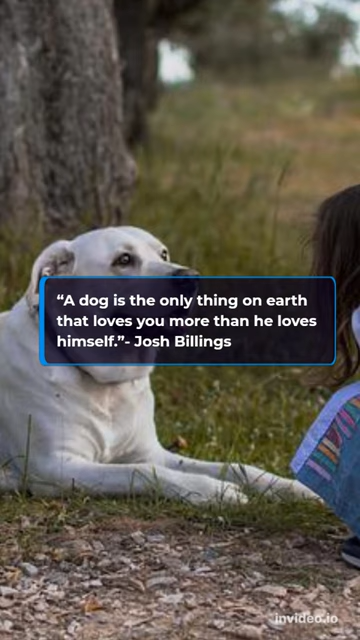 “A dog is the only thing on earth
that loves you more than he loves
himself.”- Josh Billings
invideo.io